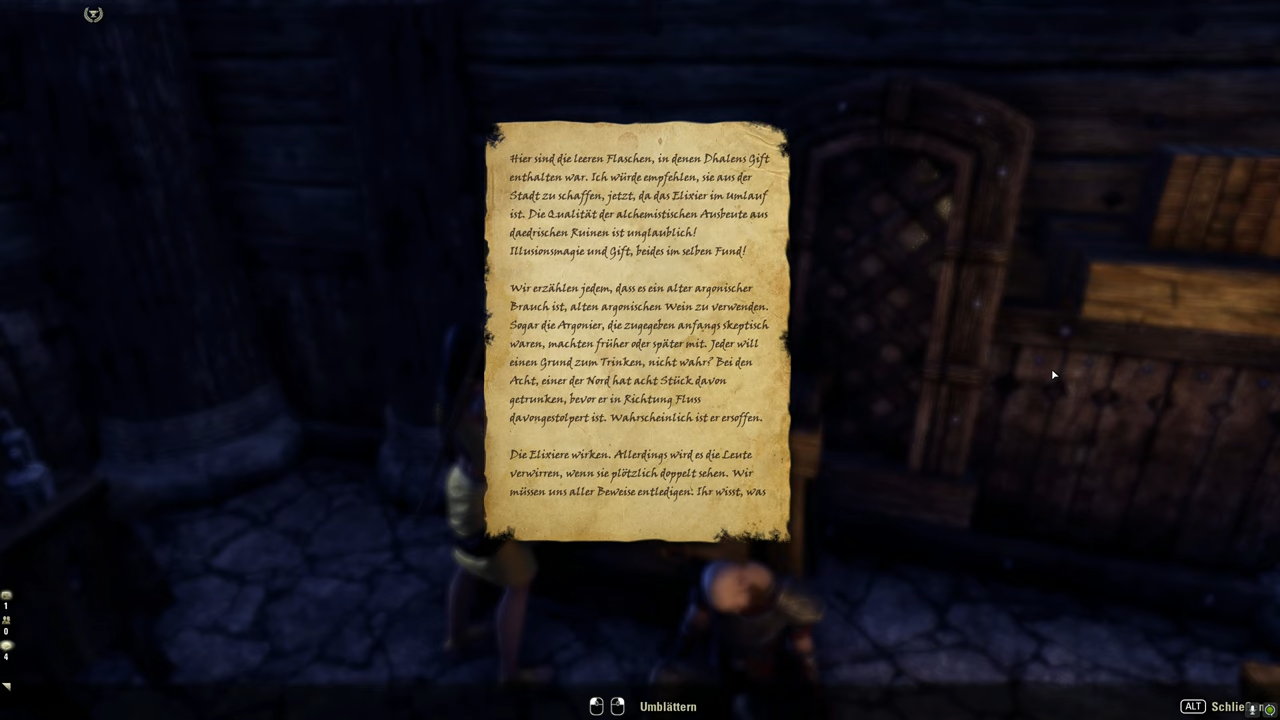 Hier sind die leeren Flaschen, in denen Dhalens Gift
enthalten war. Ich würde empfehlen, sie aus der
Stadt zu schaffen, jetzt, da das Elixier im Umlauf
ist. Die Qualität der alchemistischen Ausbeute aus
daedrischen Ruinen ist unglaublich!
Illusionsmagie und Gift, beides im selben Fund!
Wir erzählen jedem, dass es ein alter argonischer
Brauch ist, alten argonischen Wein zu verwenden.
Sogar die Argonier, die zugegeben anfangs skeptisch
waren, machten früher oder später mit. Jeder will
einen Grund zum Trinken, nicht wahr? Bei den
Acht, einer der Nord hat acht Stück davon
getrunken, bevor er in Richtung Fluss
davongestolpert ist. Wahrscheinlich ist er ersoffen.
Die Elixiere wirken. Allerdings wird es die Leute
verwirren, wenn sie plötzlich doppelt sehen. Wir
müssen uns aller Beweise entledigen. Ihr wisst, was
1
0
4
Umblättern
ALT